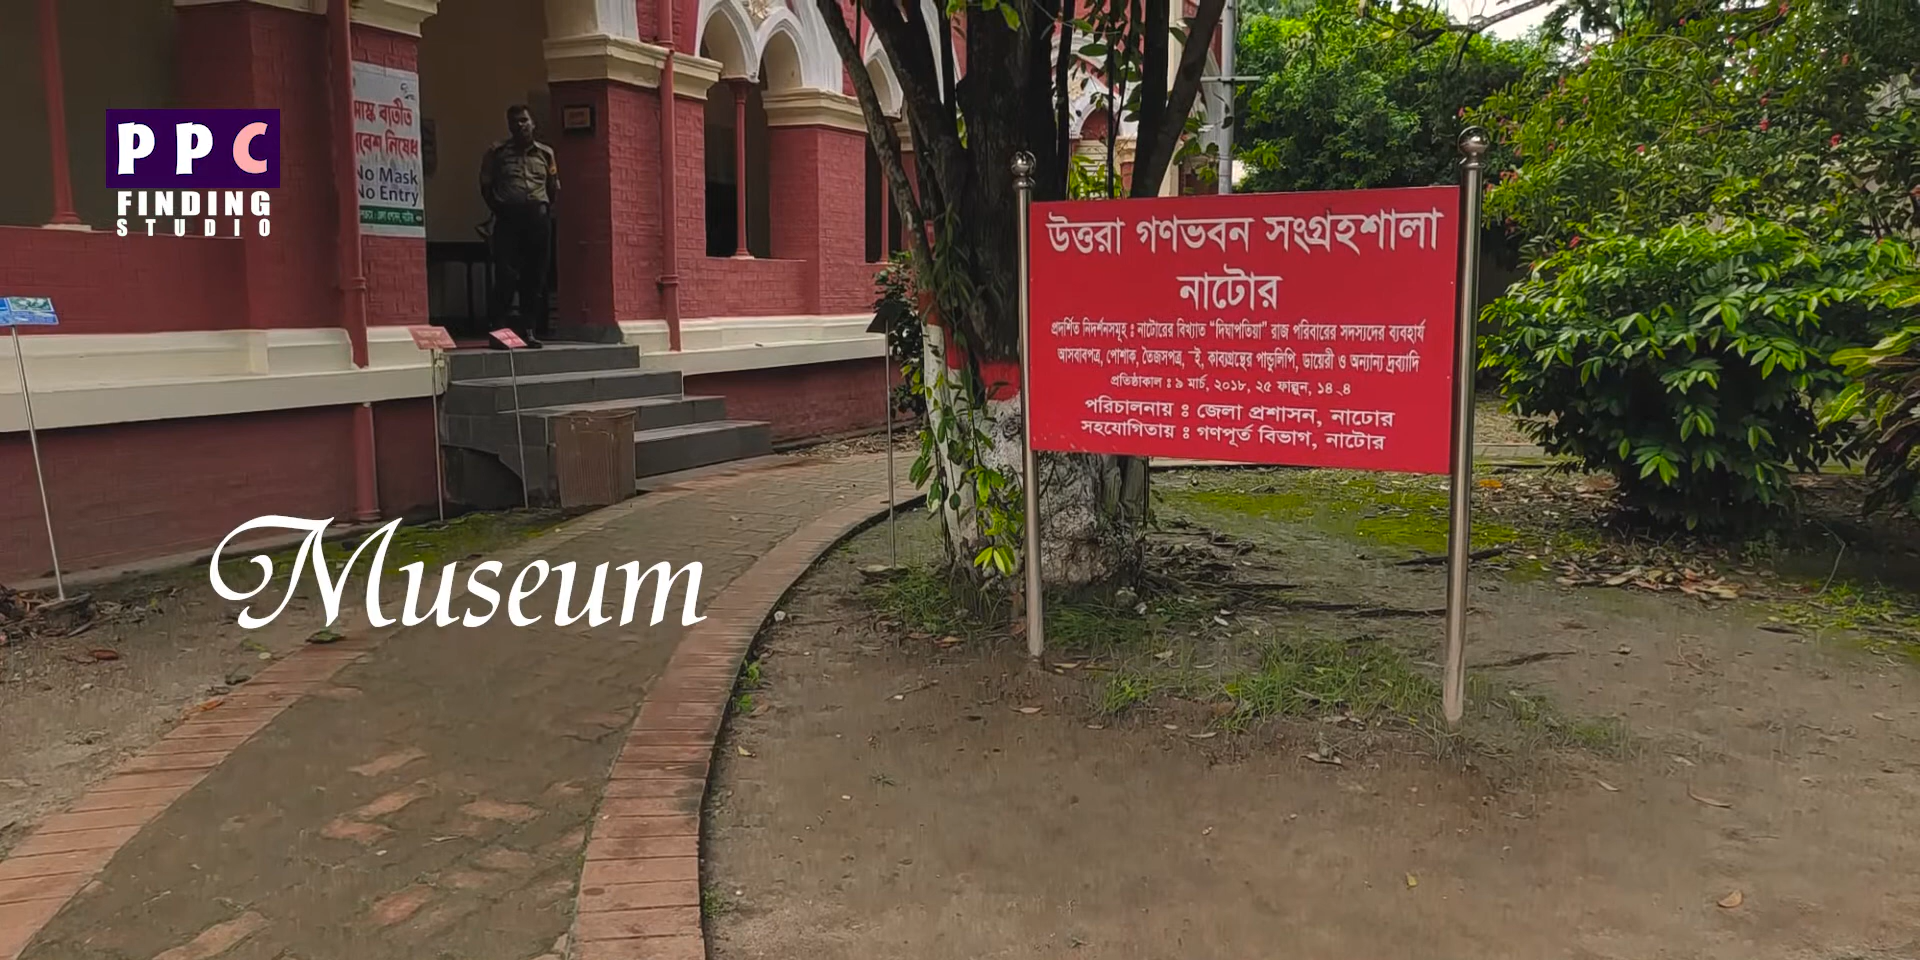 PPC
FINDING
STUDIO
মাস্ক ব্যতীত
নিষেধ
No Mask
No Entry
উত্তরা গণভবন সংগ্রহশালা
নাটোর
প্রদর্শিত নিদর্শনসমূহ : নাটোরের বিখ্যাত “দিঘাপতিয়া” রাজ পরিবারের সদস্যদের ব্যবহার্য
আসবাবপত্র, পোশাক, তৈজসপত্র, কাব্যগ্রন্থের পান্ডুলিপি, ডায়েরী ও অন্যান্য দ্রব্যাদি
প্রতিষ্ঠাকাল : ৯ মার্চ, ২০১৮, ২৫ ফাল্গুন,
পরিচালনায় : জেলা প্রশাসন, নাটোর
সহযোগিতায় : গণপূর্ত বিভাগ, নাটোর
Museum